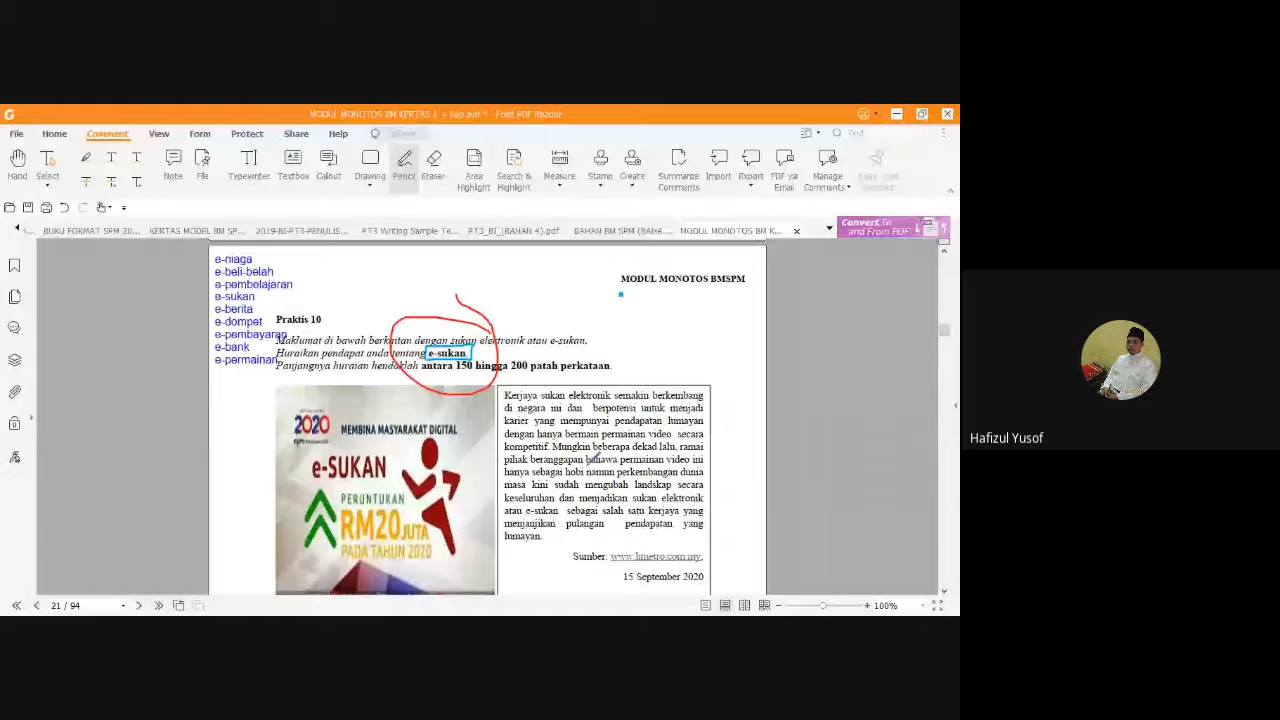 MODUL MONOTOS BM KERTAS 1
PDF Reader
File Home Comment View Form Protect Share Help Find
Hand Select Note File Typewriter Textbox Callout Drawing Pencil Eraser Area Highlight Search & Highlight Measure Stamp Create Summarize Comments Import Export PDF via Email Manage Comments
BUKU FORMAT SPM-20... KERTAS MODEL BM SP... 2019-BI-PT3-PENULIS... PT3 Writing Sample Te... PT3_BI_(BAHAN 4).pdf BAHAN BM SPM (BAHA... MODUL MONOTOS BM K...
Convert To and From PDF
e-niaga
e-beli-belah
e-pembelajaran
e-sukan
e-berita
e-dompet
e-pembayaran
e-bank
e-permainan
MODUL MONOTOS BMSPM
Praktis 10
Maklumat di bawah berkaitan dengan sukan elektronik atau e-sukan.
Huraikan pendapat anda tentang e-sukan.
Panjangnya huraian hendaklah antara 150 hingga 200 patah perkataan.
2020
MEMBINA MASYARAKAT DIGITAL
e-SUKAN
PERUNTUKAN
RM20 JUTA
PADA TAHUN 2020
Kerjaya sukan elektronik semakin berkembang
di negara ini dan berpotensi untuk menjadi
karier yang mempunyai pendapatan lumayan
dengan hanya bermain permainan video secara
kompetitif. Mungkin beberapa dekad lalu, ramai
pihak beranggapan bahawa permainan video ini
hanya sebagai hobi namun perkembangan dunia
masa kini sudah mengubah landskap secara
keseluruhan dan menjadikan sukan elektronik
atau e-sukan sebagai salah satu kerjaya yang
menjanjikan pulangan pendapatan yang
lumayan.
Sumber: www.hmetro.com.my,
15 September 2020
21 / 94
100%
Hafizul Yusof